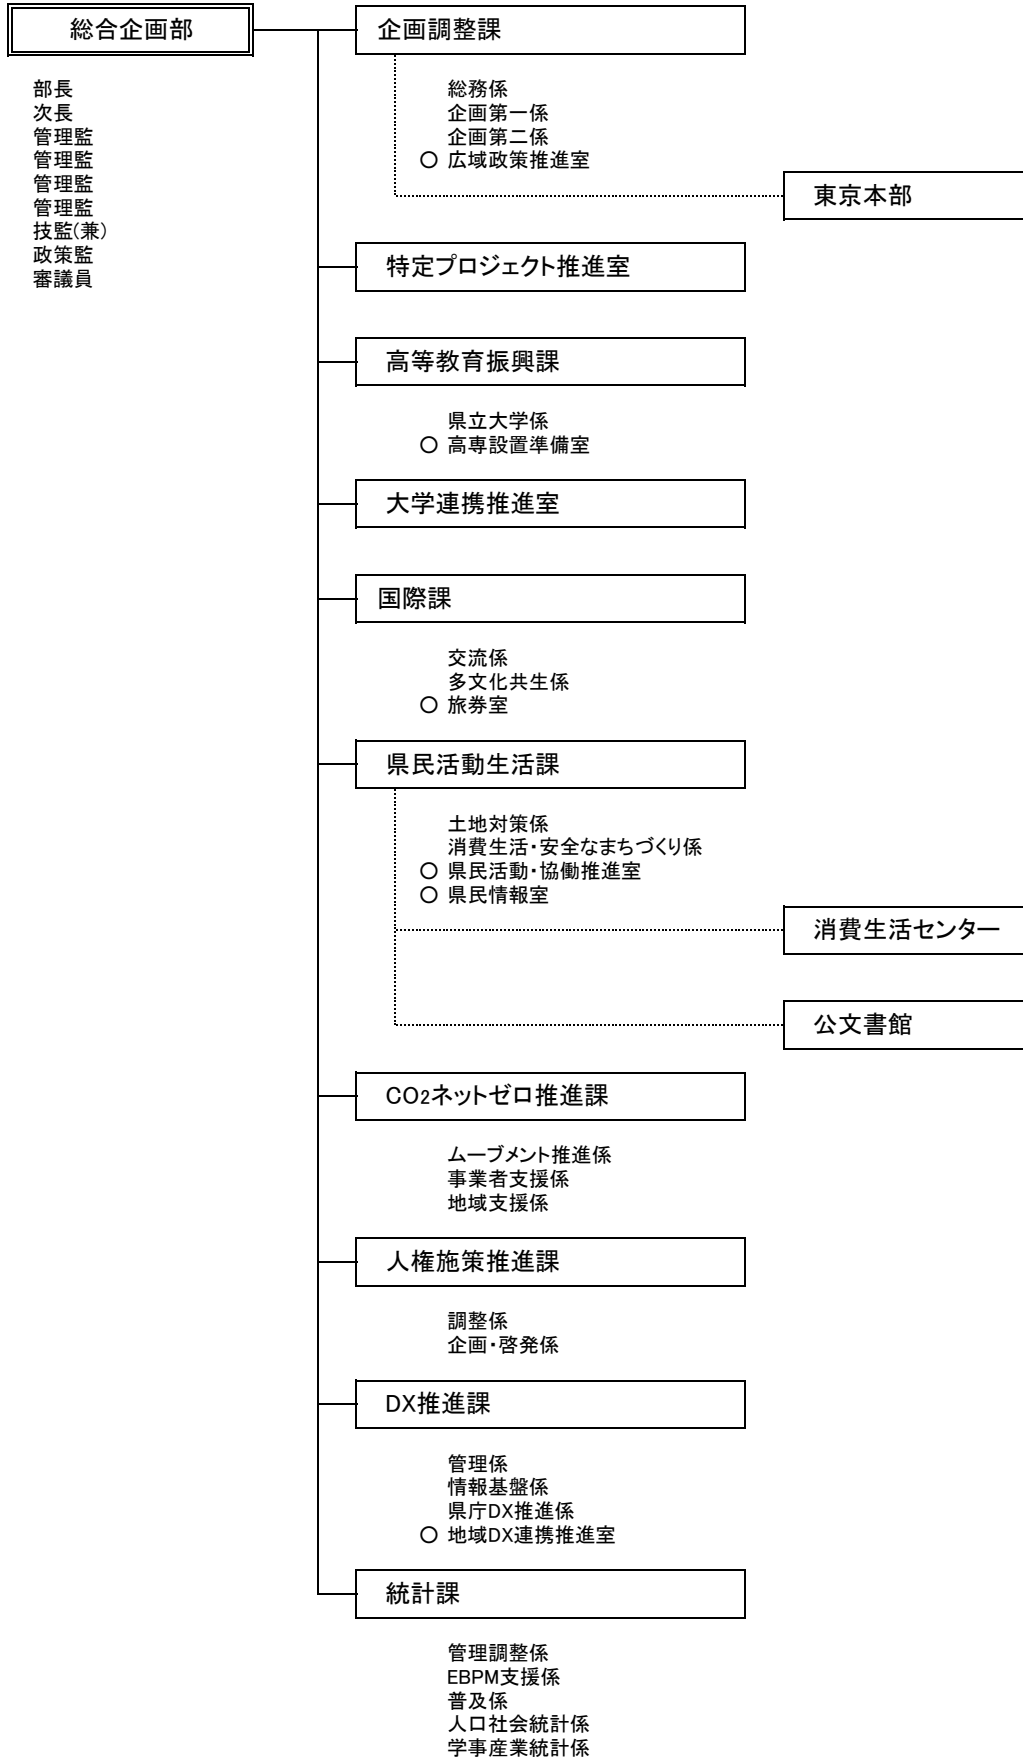 総合企画部
部長
次長
管理監
管理監
管理監
管理監
技監(兼)
政策監
審議員
企画調整課
総務係
企画第一係
企画第二係
○ 広域政策推進室
東京本部
特定プロジェクト推進室
高等教育振興課
県立大学係
○ 高専設置準備室
大学連携推進室
国際課
交流係
多文化共生係
○ 旅券室
県民活動生活課
土地対策係
消費生活・安全なまちづくり係
○ 県民活動・協働推進室
○ 県民情報室
消費生活センター
公文書館
CO2ネットゼロ推進課
ムーブメント推進係
事業者支援係
地域支援係
人権施策推進課
調整係
企画・啓発係
DX推進課
管理係
情報基盤係
県庁DX推進係
○ 地域DX連携推進室
統計課
管理調整係
EBPM支援係
普及係
人口社会統計係
学事産業統計係